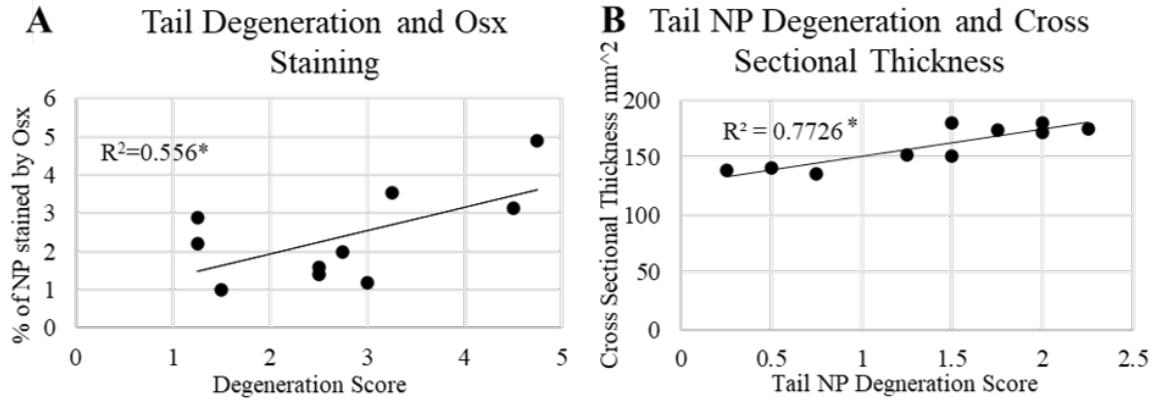 A
Tail Degeneration and Osx
Staining
% of NP stained by Osx
6
5
4
3
2
1
0
R²=0.556*
0 1 2 3 4 5
Degeneration Score
B
Tail NP Degeneration and Cross
Sectional Thickness
Cross Sectional Thickness mm^2
200
150
100
50
0
R² = 0.7726 *
0 0.5 1 1.5 2 2.5
Tail NP Degneration Score